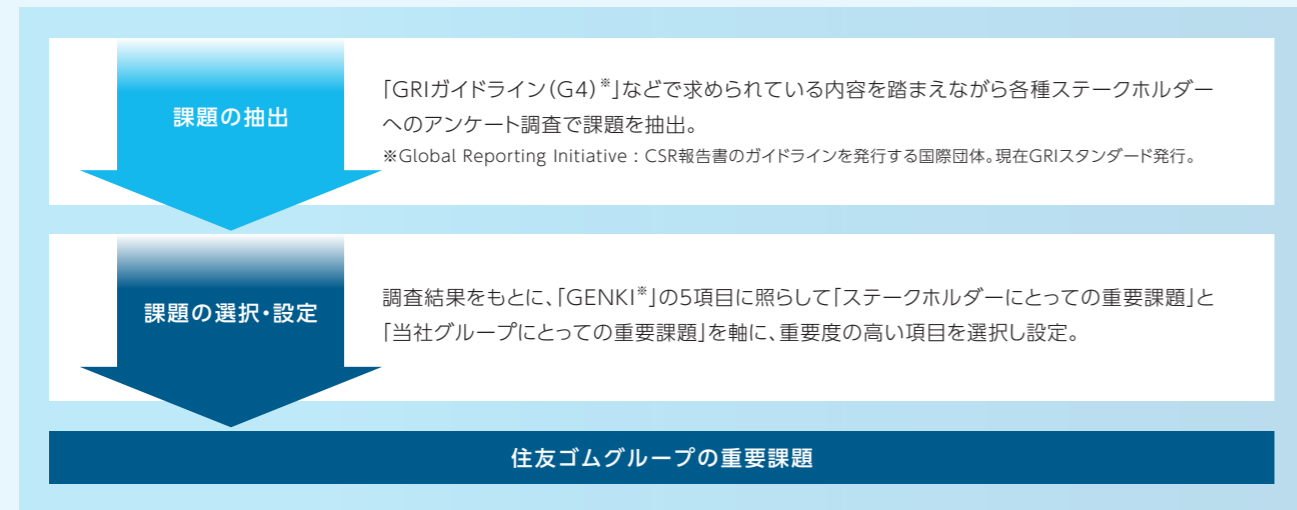 課題の抽出
「GRIガイドライン(G4)※」などで求められている内容を踏まえながら各種ステークホルダー
へのアンケート調査で課題を抽出。
※Global Reporting Initiative：CSR報告書のガイドラインを発行する国際団体。現在GRIスタンダード発行。
課題の選択・設定
調査結果をもとに、「GENKI※」の5項目に照らして「ステークホルダーにとっての重要課題」と
「当社グループにとっての重要課題」を軸に、重要度の高い項目を選択し設定。
住友ゴムグループの重要課題